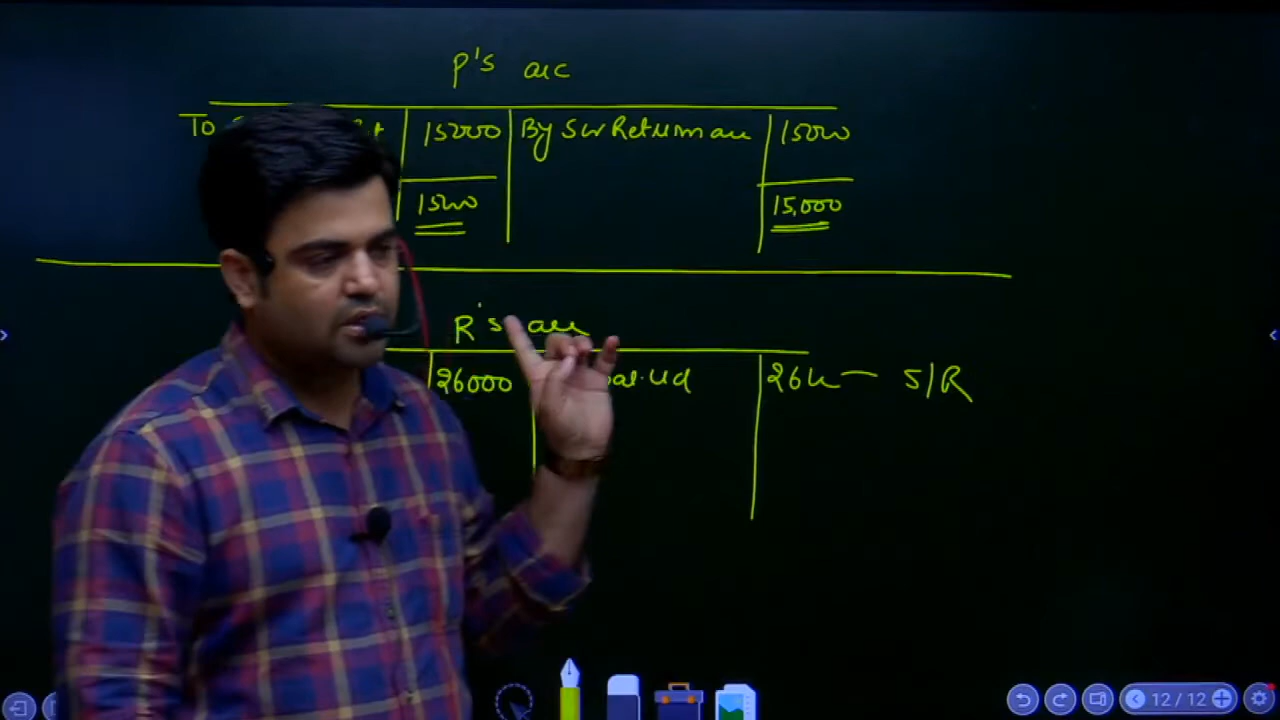 P's a/c
To 15000 By S/w Return a/c 15000
15000 15,000
R's a/c
26000 26k — S/R
12/12